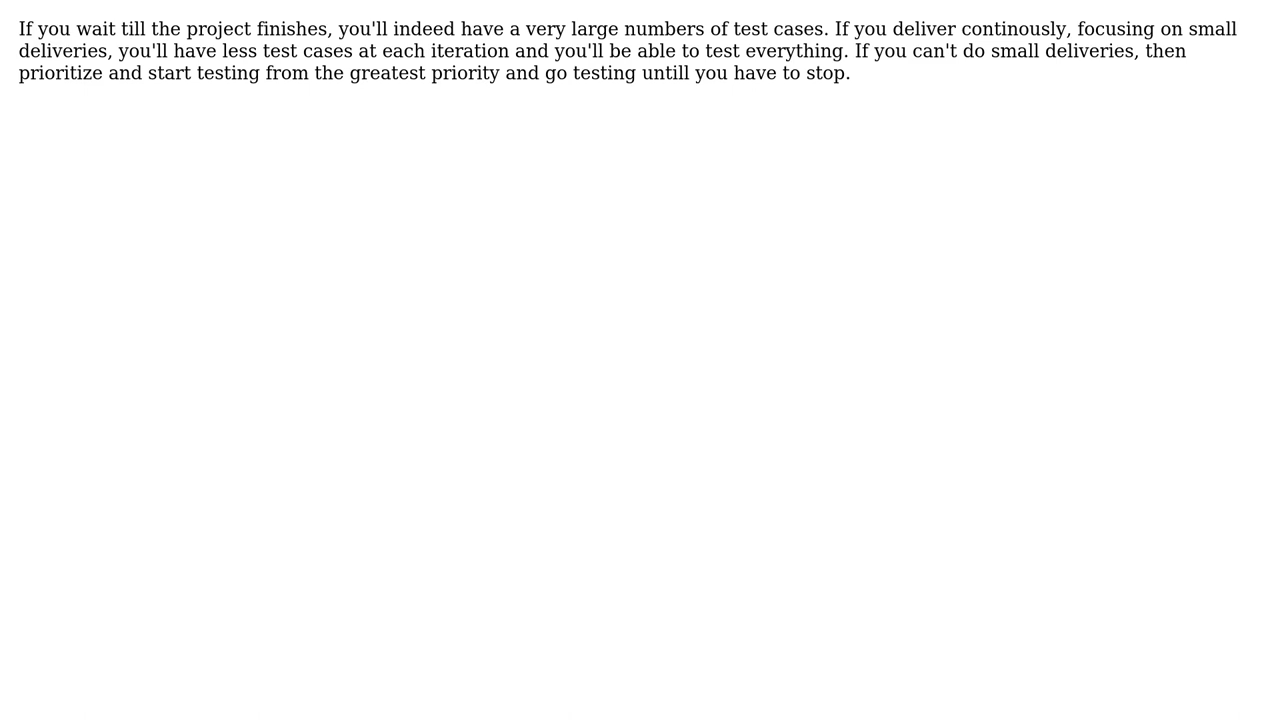 If you wait till the project finishes, you'll indeed have a very large numbers of test cases. If you deliver continously, focusing on small
deliveries, you'll have less test cases at each iteration and you'll be able to test everything. If you can't do small deliveries, then
prioritize and start testing from the greatest priority and go testing untill you have to stop.